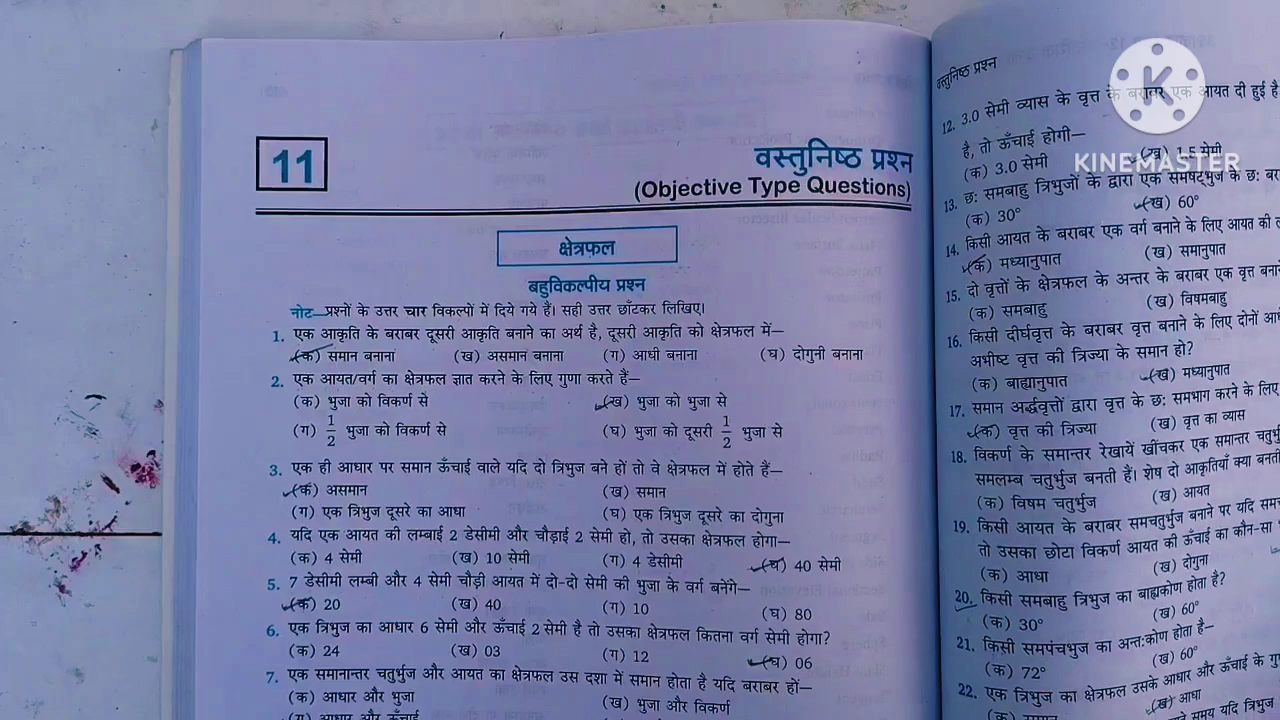 11
वस्तुनिष्ठ प्रश्न
(Objective Type Questions)
क्षेत्रफल
बहुविकल्पीय प्रश्न
नोट—प्रश्नों के उत्तर चार विकल्पों में दिये गये हैं। सही उत्तर छाँटकर लिखिए।
1. एक आकृति के बराबर दूसरी आकृति बनाने का अर्थ है, दूसरी आकृति को क्षेत्रफल में—
(क) समान बनाना (ख) असमान बनाना (ग) आधी बनाना (घ) दोगुनी बनाना
2. एक आयत/वर्ग का क्षेत्रफल ज्ञात करने के लिए गुणा करते हैं—
(क) भुजा को विकर्ण से (ख) भुजा को भुजा से
(ग) 1/2 भुजा को विकर्ण से (घ) भुजा को दूसरी 1/2 भुजा से
3. एक ही आधार पर समान ऊँचाई वाले यदि दो त्रिभुज बने हों तो वे क्षेत्रफल में होते हैं—
(क) असमान (ख) समान
(ग) एक त्रिभुज दूसरे का आधा (घ) एक त्रिभुज दूसरे का दोगुना
4. यदि एक आयत की लम्बाई 2 डेसीमी और चौड़ाई 2 सेमी हो, तो उसका क्षेत्रफल होगा—
(क) 4 सेमी (ख) 10 सेमी (ग) 4 डेसीमी (घ) 40 सेमी
5. 7 डेसीमी लम्बी और 4 सेमी चौड़ी आयत में दो-दो सेमी की भुजा के वर्ग बनेंगे—
(क) 20 (ख) 40 (ग) 10 (घ) 80
6. एक त्रिभुज का आधार 6 सेमी और ऊँचाई 2 सेमी है तो उसका क्षेत्रफल कितना वर्ग सेमी होगा?
(क) 24 (ख) 03 (ग) 12 (घ) 06
7. एक समानान्तर चतुर्भुज और आयत का क्षेत्रफल उस दशा में समान होता है यदि बराबर हों—
(क) आधार और भुजा (ख) भुजा और विकर्ण
(ग) आधार और ऊँचाई
वस्तुनिष्ठ प्रश्न
12. 3.0 सेमी व्यास के वृत्त के बराबर एक आयत दी हुई है
है, तो ऊँचाई होगी—
(क) 3.0 सेमी (ख) 1.5 सेमी
13. छः समबाहु त्रिभुजों के द्वारा एक समषट्भुज के छः
(क) 30° (ख) 60°
14. किसी आयत के बराबर एक वर्ग बनाने के लिए आयत की
(क) मध्यानुपात (ख) समानुपात
15. दो वृत्तों के क्षेत्रफल के अन्तर के बराबर एक वृत्त
(क) समबाहु (ख) विषमबाहु
16. किसी दीर्घवृत्त के बराबर वृत्त बनाने के लिए दोनों
अभीष्ट वृत्त की त्रिज्या के समान हो?
(क) बाह्यानुपात (ख) मध्यानुपात
17. समान अर्द्धवृत्तों द्वारा वृत्त के छः समभाग करने के लिए
(क) वृत्त की त्रिज्या (ख) वृत्त का व्यास
18. विकर्ण के समान्तर रेखायें खींचकर एक समान्तर
समलम्ब चतुर्भुज बनती हैं। शेष दो आकृतियाँ क्या
(क) विषम चतुर्भुज (ख) आयत
19. किसी आयत के बराबर समचतुर्भुज बनाने पर यदि
तो उसका छोटा विकर्ण आयत की ऊँचाई का कौन-सा
(क) आधा (ख) दोगुना
20. किसी समबाहु त्रिभुज का बाह्यकोण होता है?
(क) 30° (ख) 60°
21. किसी समपंचभुज का अन्तःकोण होता है—
(क) 72° (ख) 60°
22. एक त्रिभुज का क्षेत्रफल उसके आधार और ऊँचाई के
(क) समान (ख) आधा
K
KINEMASTER